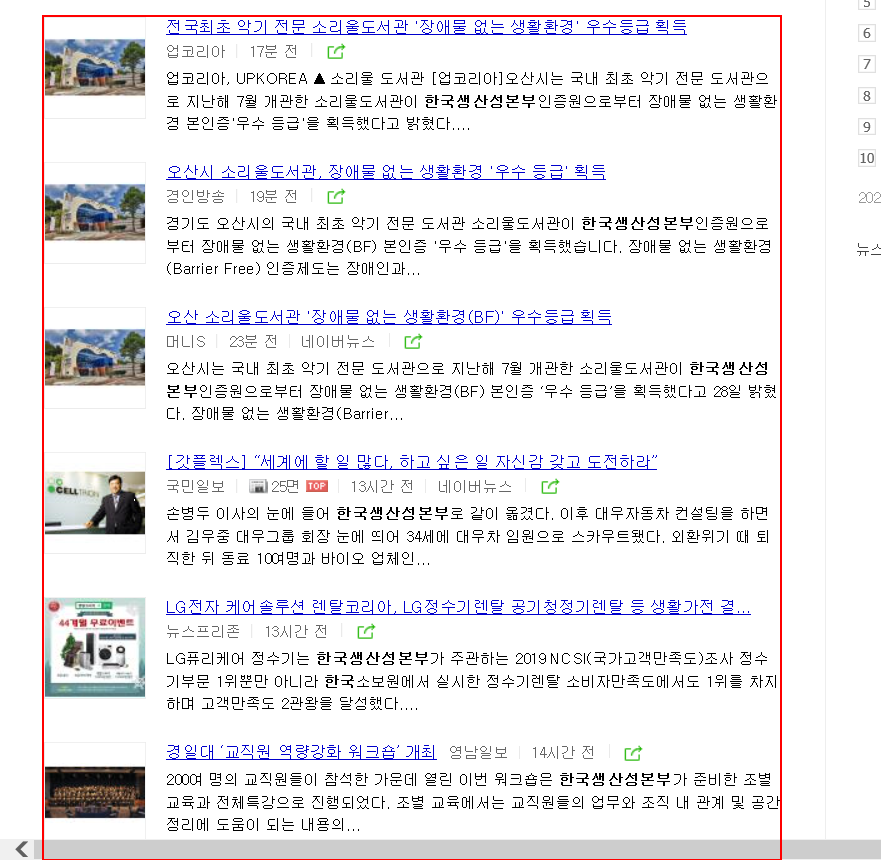 전국최초 악기 전문 소리울도서관 '장애물 없는 생활환경' 우수등급 획득
업코리아 17분 전
업코리아, UPKOREA ▲ 소리울 도서관 [업코리아]오산시는 국내 최초 악기 전문 도서관으
로 지난해 7월 개관한 소리울도서관이 한국생산성본부인증원으로부터 장애물 없는 생활환
경 본인증'우수 등급'을 획득했다고 밝혔다....
오산시 소리울도서관, 장애물 없는 생활환경 '우수 등급' 획득
경인방송 19분 전
경기도 오산시의 국내 최초 악기 전문 도서관 소리울도서관이 한국생산성본부인증원으로
부터 장애물 없는 생활환경(BF) 본인증 '우수 등급'을 획득했습니다. 장애물 없는 생활환경
(Barrier Free) 인증제도는 장애인과...
오산 소리울도서관 '장애물 없는 생활환경(BF)' 우수등급 획득
머니S 23분 전 네이버뉴스
오산시는 국내 최초 악기 전문 도서관으로 지난해 7월 개관한 소리울도서관이 한국생산성
본부인증원으로부터 장애물 없는 생활환경(BF) 본인증 ‘우수 등급’을 획득했다고 28일 밝혔
다. 장애물 없는 생활환경(Barrier...
[갓플렉스] “세계에 할 일 많다, 하고 싶은 일 자신감 갖고 도전하라”
국민일보 25면 TOP 13시간 전 네이버뉴스
CELLTRION
손병두 이사의 눈에 들어 한국생산성본부로 같이 옮겼다. 이후 대우자동차 컨설팅을 하면
서 김우중 대우그룹 회장 눈에 띄어 34세에 대우차 임원으로 스카우트됐다. 외환위기 때 퇴
직한 뒤 동료 10여명과 바이오 업체인...
LG전자 케어솔루션 렌탈코리아, LG정수기렌탈 공기청정기렌탈 등 생활가전 결...
뉴스프리존 13시간 전
44개월 무료이벤트
LG퓨리케어 정수기는 한국생산성본부가 주관하는 2019 NCSI(국가고객만족도)조사 정수
기부문 1위뿐만 아니라 한국소보원에서 실시한 정수기렌탈 소비자만족도에서도 1위를 차지
하며 고객만족도 2관왕을 달성했다....
경일대 ‘교직원 역량강화 워크숍’ 개최 영남일보 14시간 전
200여 명의 교직원들이 참석한 가운데 열린 이번 워크숍은 한국생산성본부가 준비한 조별
교육과 전체특강으로 진행되었다. 조별 교육에서는 교직원들의 업무와 조직 내 관계 및 공간
정리에 도움이 되는 내용의...
5
6
7
8
9
10
202
뉴스